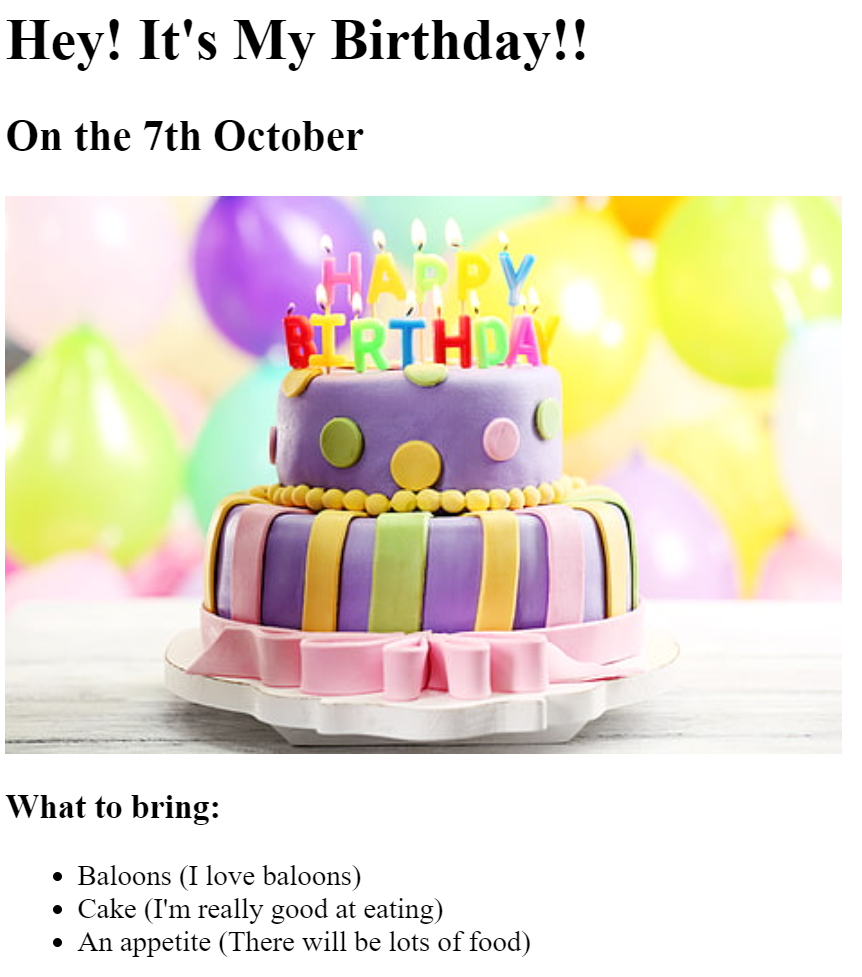 Hey! It's My Birthday!!
On the 7th October
HAPPY
BIRTHDAY
What to bring:
Baloons (I love baloons)
Cake (I'm really good at eating)
An appetite (There will be lots of food)